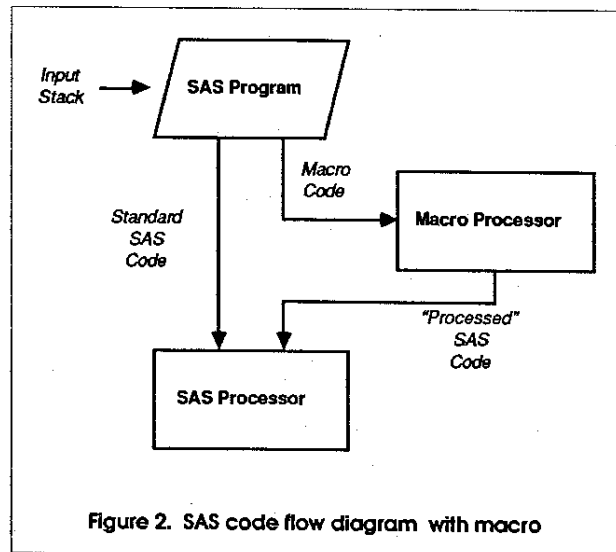 Input
Stack
SAS Program
Macro
Code
Standard
SAS
Code
Macro Processor
"Processed"
SAS
Code
SAS Processor
Figure 2. SAS code flow diagram with macro